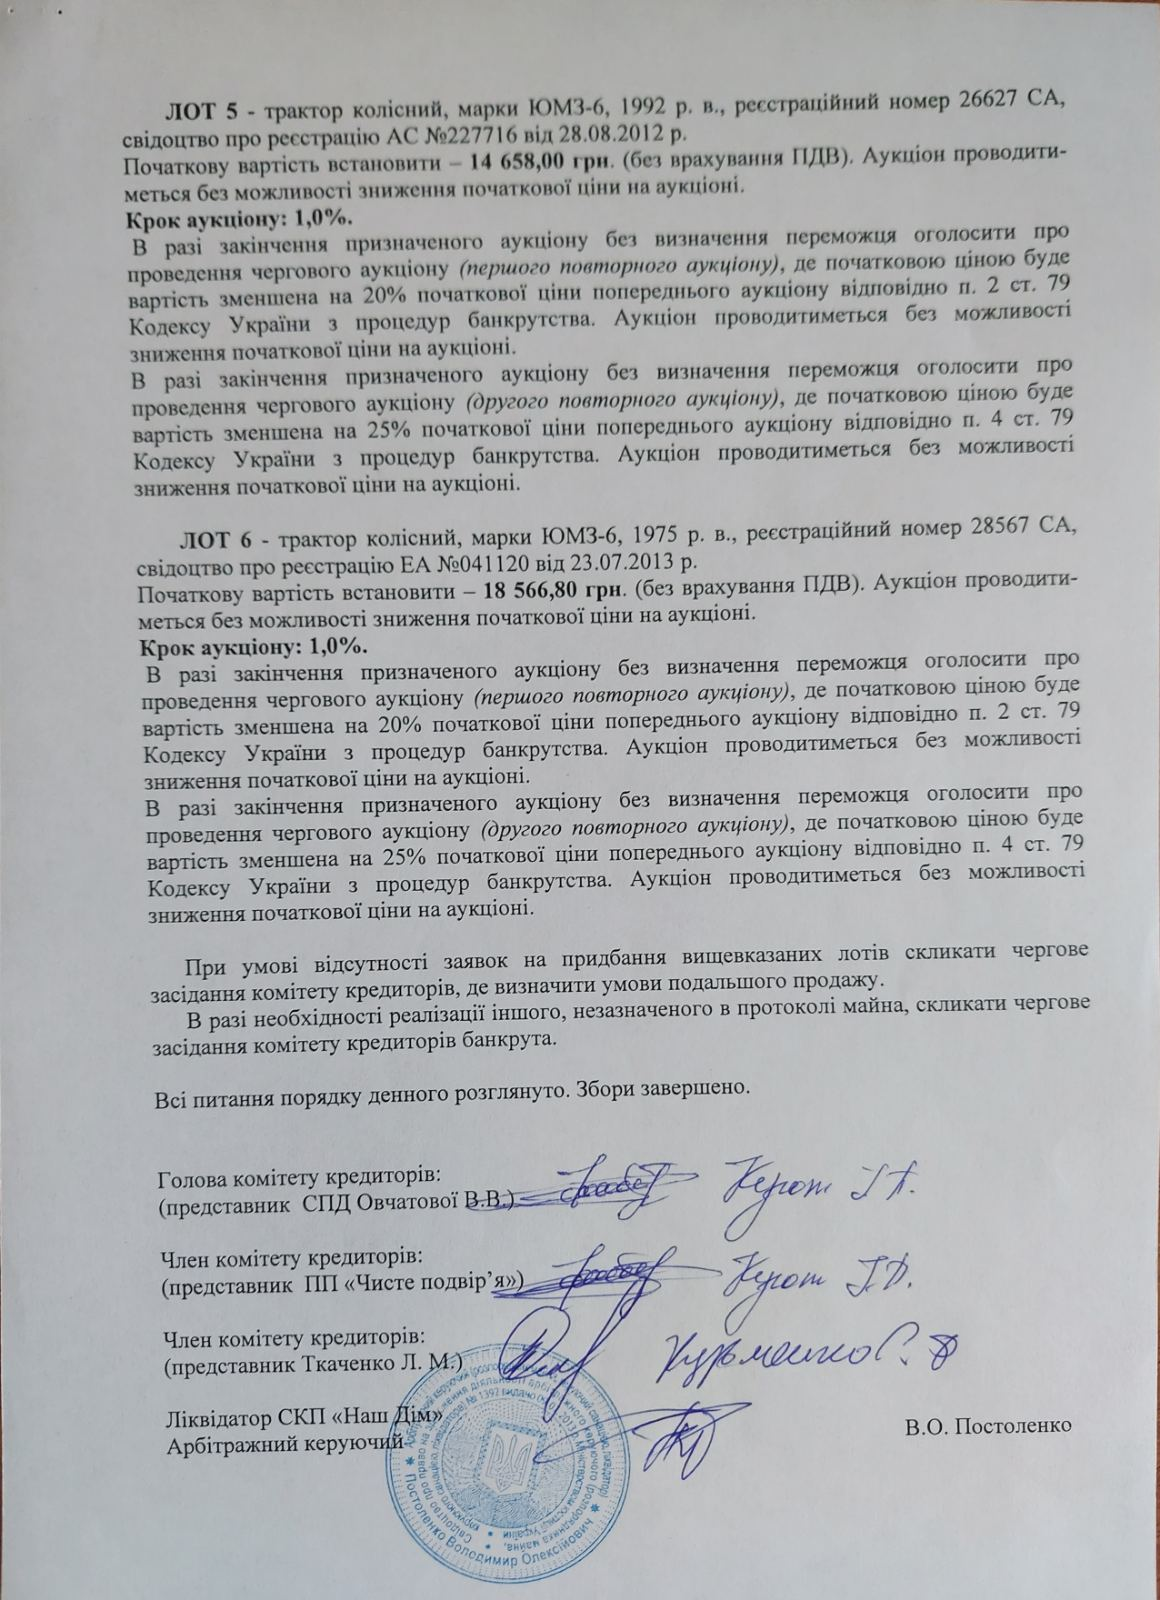 ЛОТ 5 - трактор колісний, марки ЮМЗ-6, 1992 р. в., реєстраційний номер 26627 СА,
свідоцтво про реєстрацію АС №227716 від 28.08.2012 р.
Початкову вартість встановити – 14 658,00 грн. (без врахування ПДВ). Аукціон проводити-
меться без можливості зниження початкової ціни на аукціоні.
Крок аукціону: 1,0%.
В разі закінчення призначеного аукціону без визначення переможця оголосити про
проведення чергового аукціону (першого повторного аукціону), де початковою ціною буде
вартість зменшена на 20% початкової ціни попереднього аукціону відповідно п. 2 ст. 79
Кодексу України з процедур банкрутства. Аукціон проводитиметься без можливості
зниження початкової ціни на аукціоні.
В разі закінчення призначеного аукціону без визначення переможця оголосити про
проведення чергового аукціону (другого повторного аукціону), де початковою ціною буде
вартість зменшена на 25% початкової ціни попереднього аукціону відповідно п. 4 ст. 79
Кодексу України з процедур банкрутства. Аукціон проводитиметься без можливості
зниження початкової ціни на аукціоні.
ЛОТ 6 - трактор колісний, марки ЮМЗ-6, 1975 р. в., реєстраційний номер 28567 СА,
свідоцтво про реєстрацію ЕА №041120 від 23.07.2013 р.
Початкову вартість встановити – 18 566,80 грн. (без врахування ПДВ). Аукціон проводити-
меться без можливості зниження початкової ціни на аукціоні.
Крок аукціону: 1,0%.
В разі закінчення призначеного аукціону без визначення переможця оголосити про
проведення чергового аукціону (першого повторного аукціону), де початковою ціною буде
вартість зменшена на 20% початкової ціни попереднього аукціону відповідно п. 2 ст. 79
Кодексу України з процедур банкрутства. Аукціон проводитиметься без можливості
зниження початкової ціни на аукціоні.
В разі закінчення призначеного аукціону без визначення переможця оголосити про
проведення чергового аукціону (другого повторного аукціону), де початковою ціною буде
вартість зменшена на 25% початкової ціни попереднього аукціону відповідно п. 4 ст. 79
Кодексу України з процедур банкрутства. Аукціон проводитиметься без можливості
зниження початкової ціни на аукціоні.
При умові відсутності заявок на придбання вищевказаних лотів скликати чергове
засідання комітету кредиторів, де визначити умови подальшого продажу.
В разі необхідності реалізації іншого, незазначеного в протоколі майна, скликати чергове
засідання комітету кредиторів банкрута.
Всі питання порядку денного розглянуто. Збори завершено.
Голова комітету кредиторів:
(представник СПД Овчатової В.В.)
Член комітету кредиторів:
(представник ПП «Чисте подвір’я»)
Член комітету кредиторів:
(представник Ткаченко Л. М.) Кузьменко С.
Ліквідатор СКП «Наш Дім»
Арбітражний керуючий В.О. Постоленко
Постоленко Володимир Олексійович